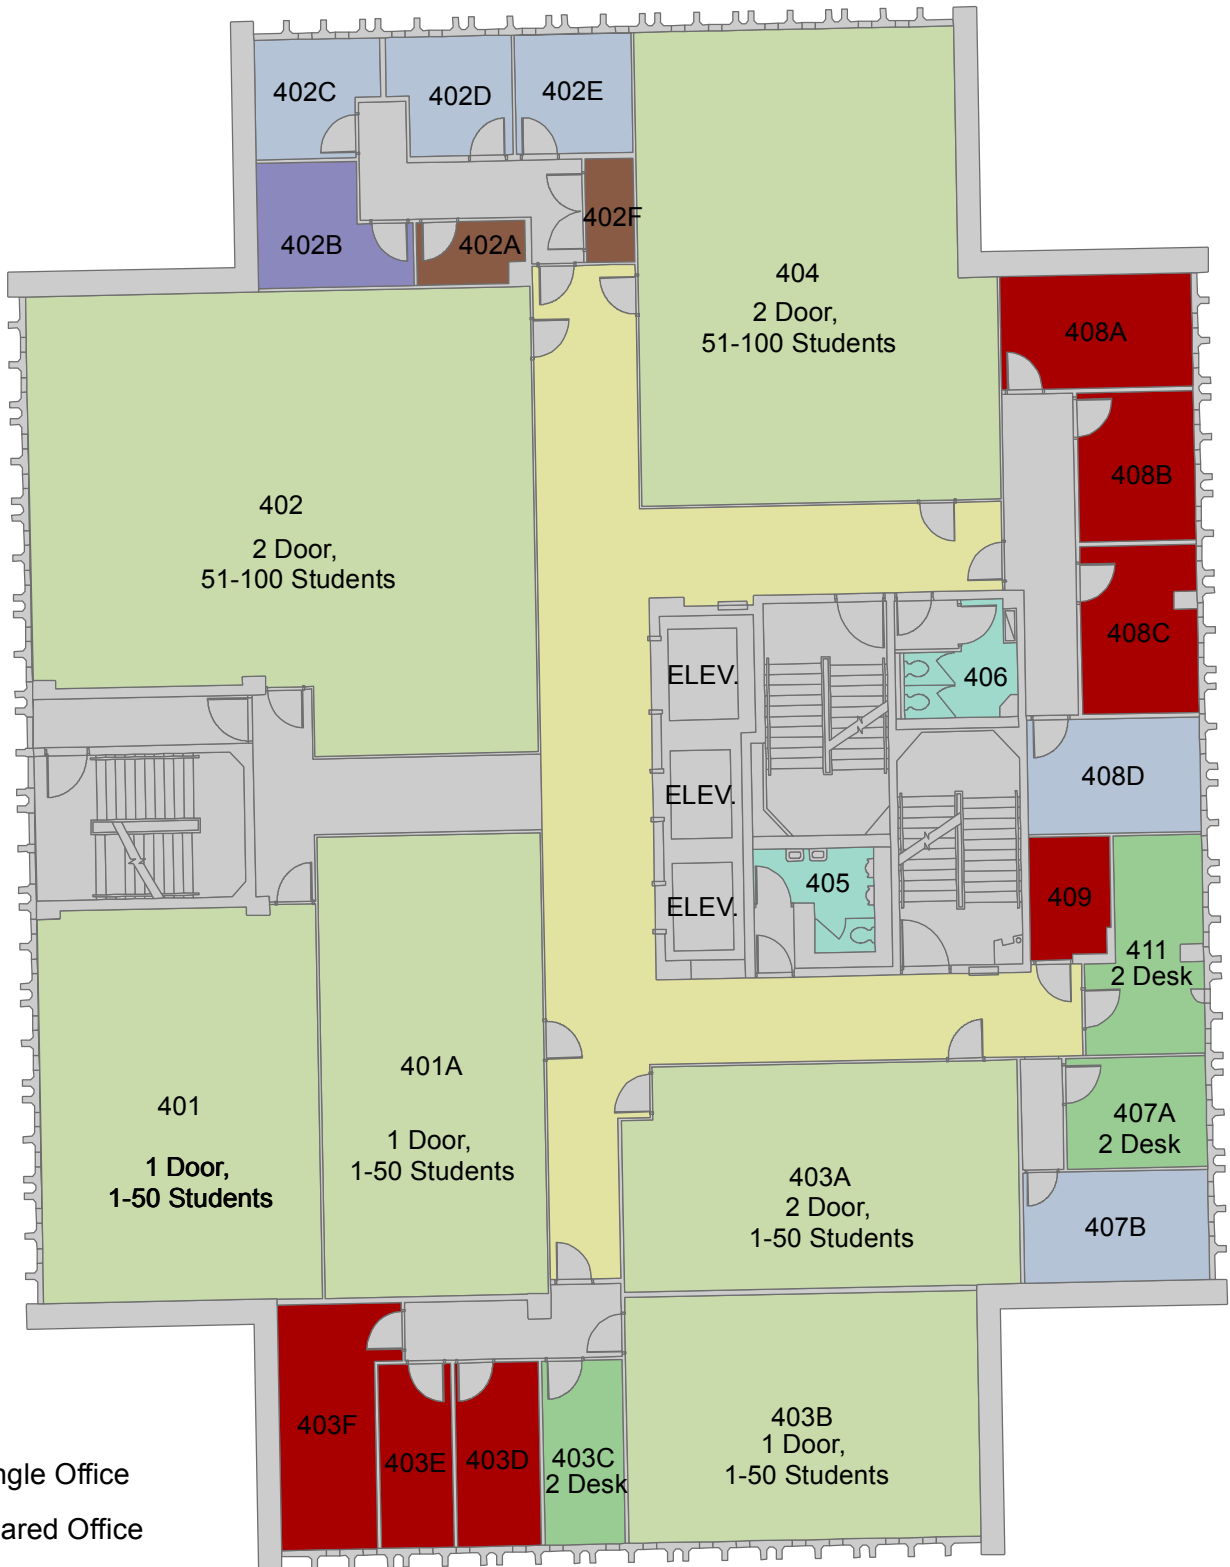 402C
402D
402E
402B
402A
402F
404
2 Door,
51-100 Students
408A
408B
402
2 Door,
51-100 Students
408C
ELEV.
406
ELEV.
408D
405
409
ELEV.
411
2 Desk
401A
1 Door,
1-50 Students
401
1 Door,
1-50 Students
407A
2 Desk
403A
2 Door,
1-50 Students
407B
403F
403E
403D
403C
2 Desk
403B
1 Door,
1-50 Students
ngle Office
ared Office